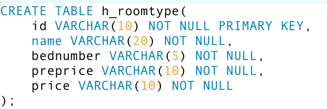 CREATE TABLE h_roomtype(
    id VARCHAR(10) NOT NULL PRIMARY KEY,
    name VARCHAR(20) NOT NULL,
    bednumber VARCHAR(5) NOT NULL,
    preprice VARCHAR(10) NOT NULL,
    price VARCHAR(10) NOT NULL
);